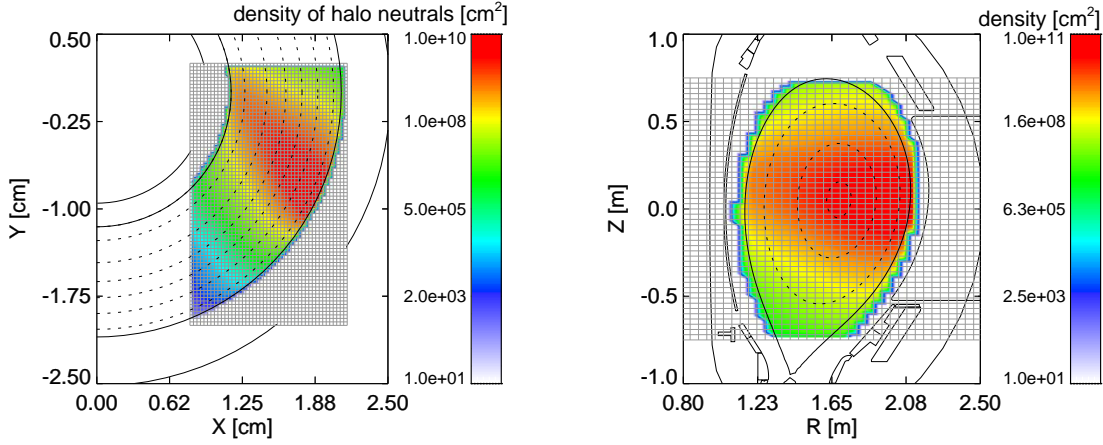 density of halo neutrals [cm²]
0.50
-0.25
-1.00
-1.75
-2.50
Y [cm]
0.00
0.62
1.25
1.88
2.50
X [cm]
1.0e+10
1.0e+08
5.0e+05
2.0e+03
1.0e+01
density [cm²]
1.0
0.5
0.0
-0.5
-1.0
Z [m]
0.80
1.23
1.65
2.08
2.50
R [m]
1.0e+11
1.6e+08
6.3e+05
2.5e+03
1.0e+01